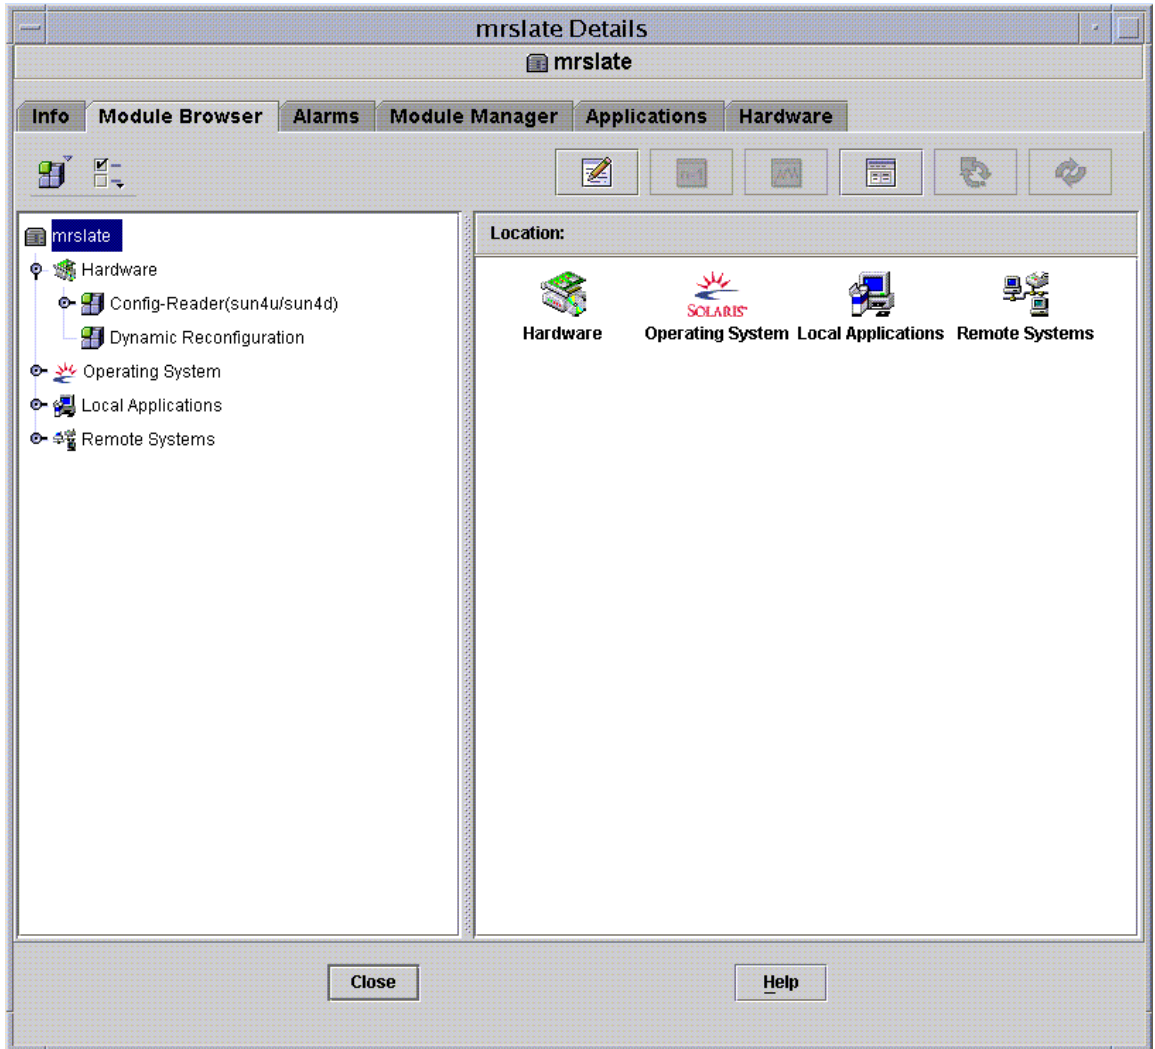 mrslate Details
mrslate
Info Module Browser Alarms Module Manager Applications Hardware
mrslate
Hardware
Config-Reader(sun4u/sun4d)
Dynamic Reconfiguration
Operating System
Local Applications
Remote Systems
Location:
SOLARIS
Hardware Operating System Local Applications Remote Systems
Close Help